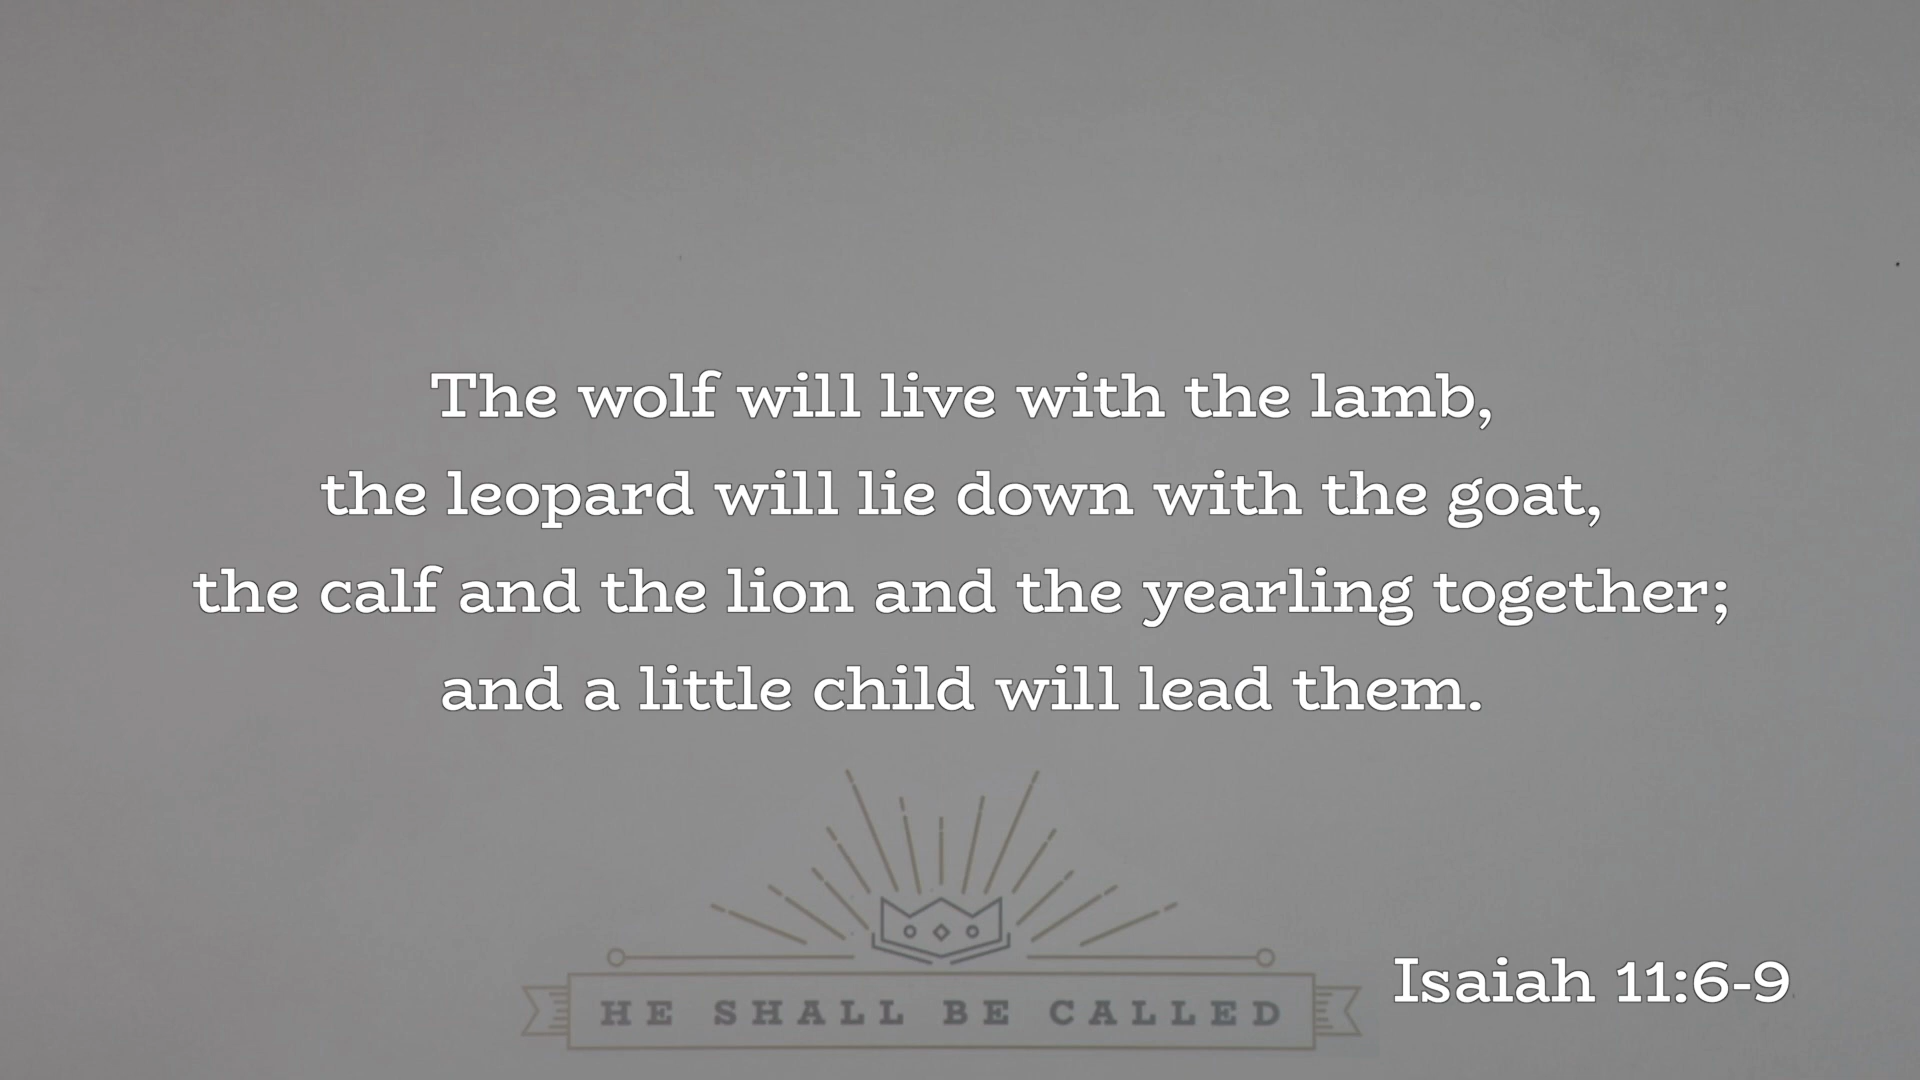 The wolf will live with the lamb,
the leopard will lie down with the goat,
the calf and the lion and the yearling together;
and a little child will lead them.
HE SHALL BE CALLED
Isaiah 11:6-9